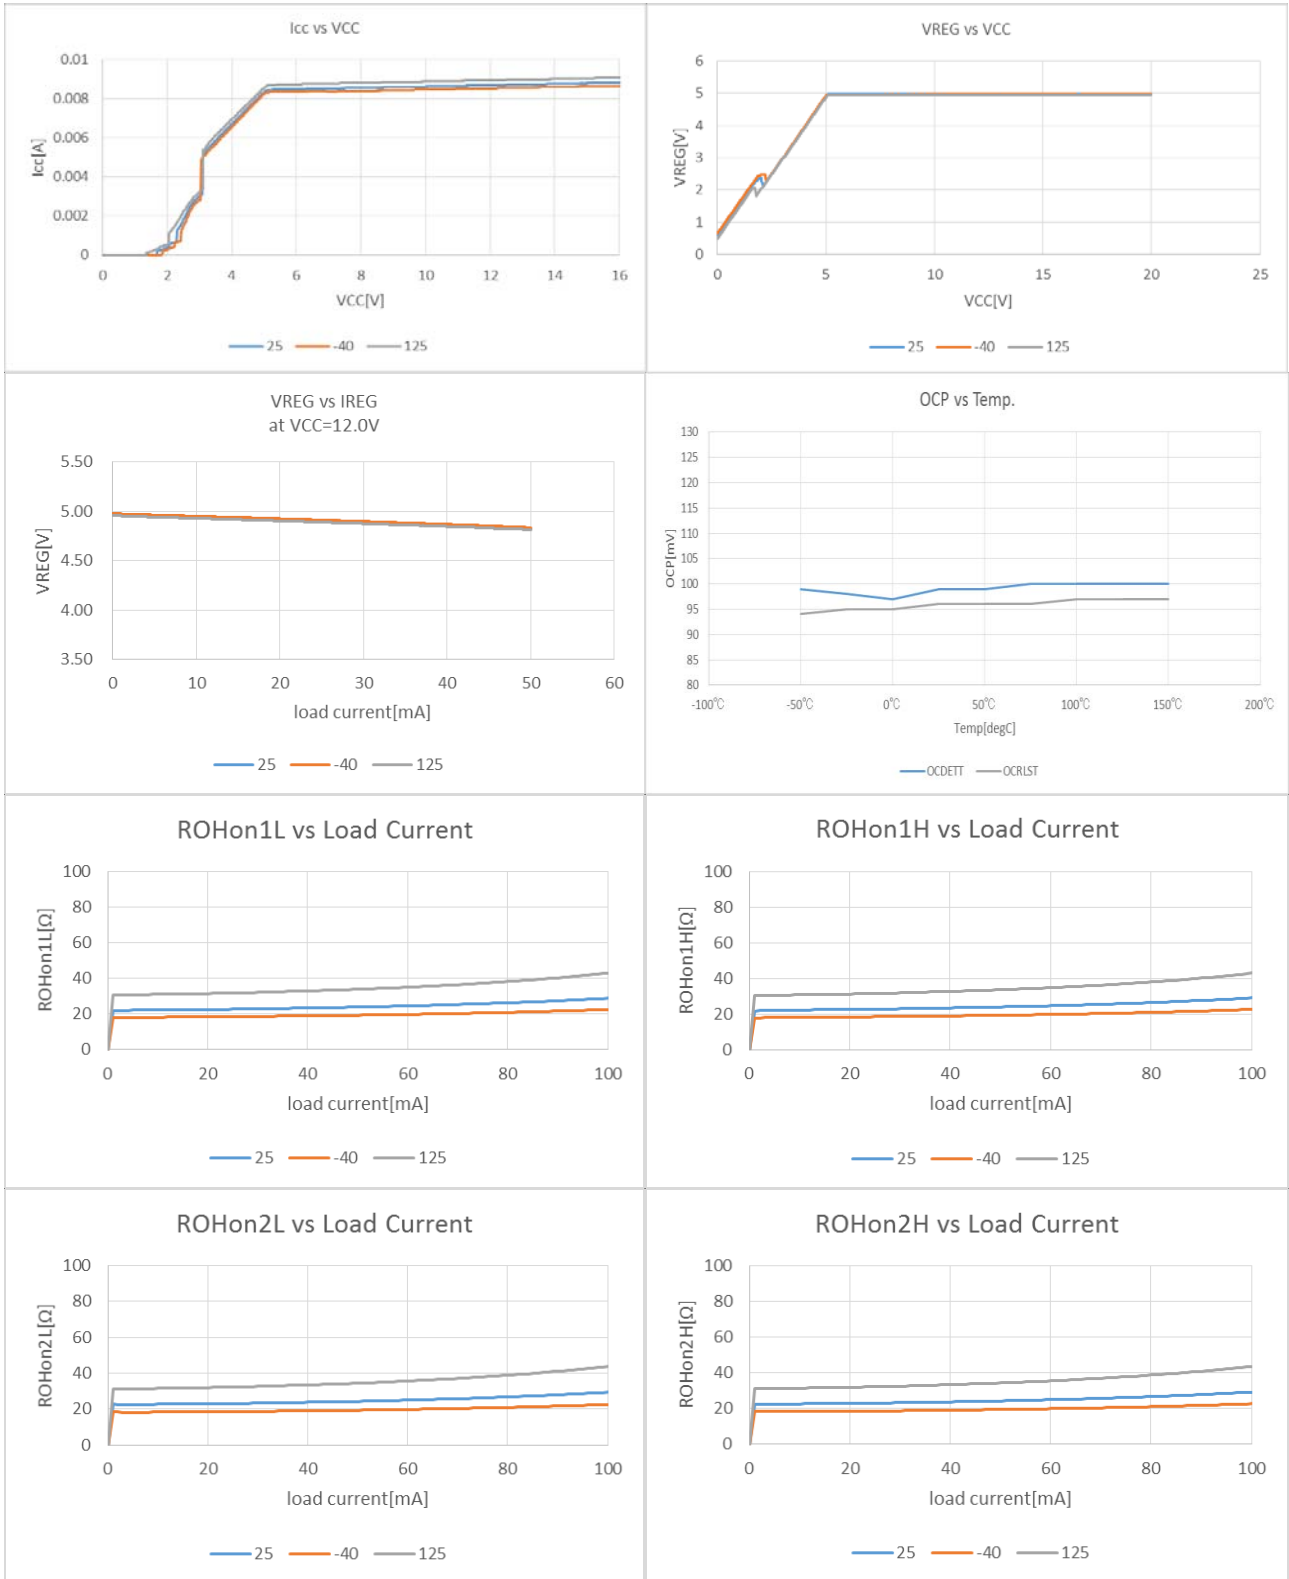 Icc vs VCC
0.01
0.008
0.006
0.004
0.002
0
Icc[A]
0 2 4 6 8 10 12 14 16
VCC[V]
25 -40 125
VREG vs VCC
6
5
4
3
2
1
0
VREG[V]
0 5 10 15 20 25
VCC[V]
25 -40 125
VREG vs IREG
at VCC=12.0V
5.50
5.00
4.50
4.00
3.50
VREG[V]
0 10 20 30 40 50 60
load current[mA]
25 -40 125
OCP vs Temp.
130
125
120
115
110
105
100
95
90
85
80
OCP[mV]
-100℃ -50℃ 0℃ 50℃ 100℃ 150℃ 200℃
Temp[degC]
OCDETT OCRLST
ROHon1L vs Load Current
100
80
60
40
20
0
ROHon1L[Ω]
0 20 40 60 80 100
load current[mA]
25 -40 125
ROHon1H vs Load Current
100
80
60
40
20
0
ROHon1H[Ω]
0 20 40 60 80 100
load current[mA]
25 -40 125
ROHon2L vs Load Current
100
80
60
40
20
0
ROHon2L[Ω]
0 20 40 60 80 100
load current[mA]
25 -40 125
ROHon2H vs Load Current
100
80
60
40
20
0
ROHon2H[Ω]
0 20 40 60 80 100
load current[mA]
25 -40 125